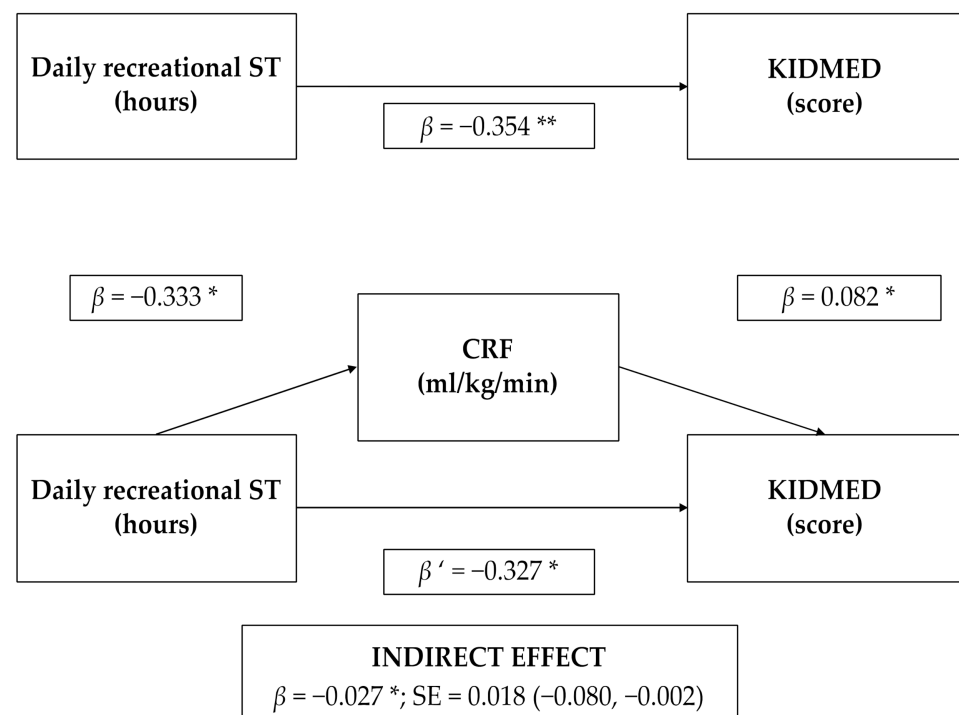 Daily recreational ST
(hours)
KIDMED
(score)
β = −0.354 **
β = −0.333 *
β = 0.082 *
CRF
(ml/kg/min)
Daily recreational ST
(hours)
KIDMED
(score)
β ‘ = −0.327 *
INDIRECT EFFECT
β = −0.027 *; SE = 0.018 (−0.080, −0.002)